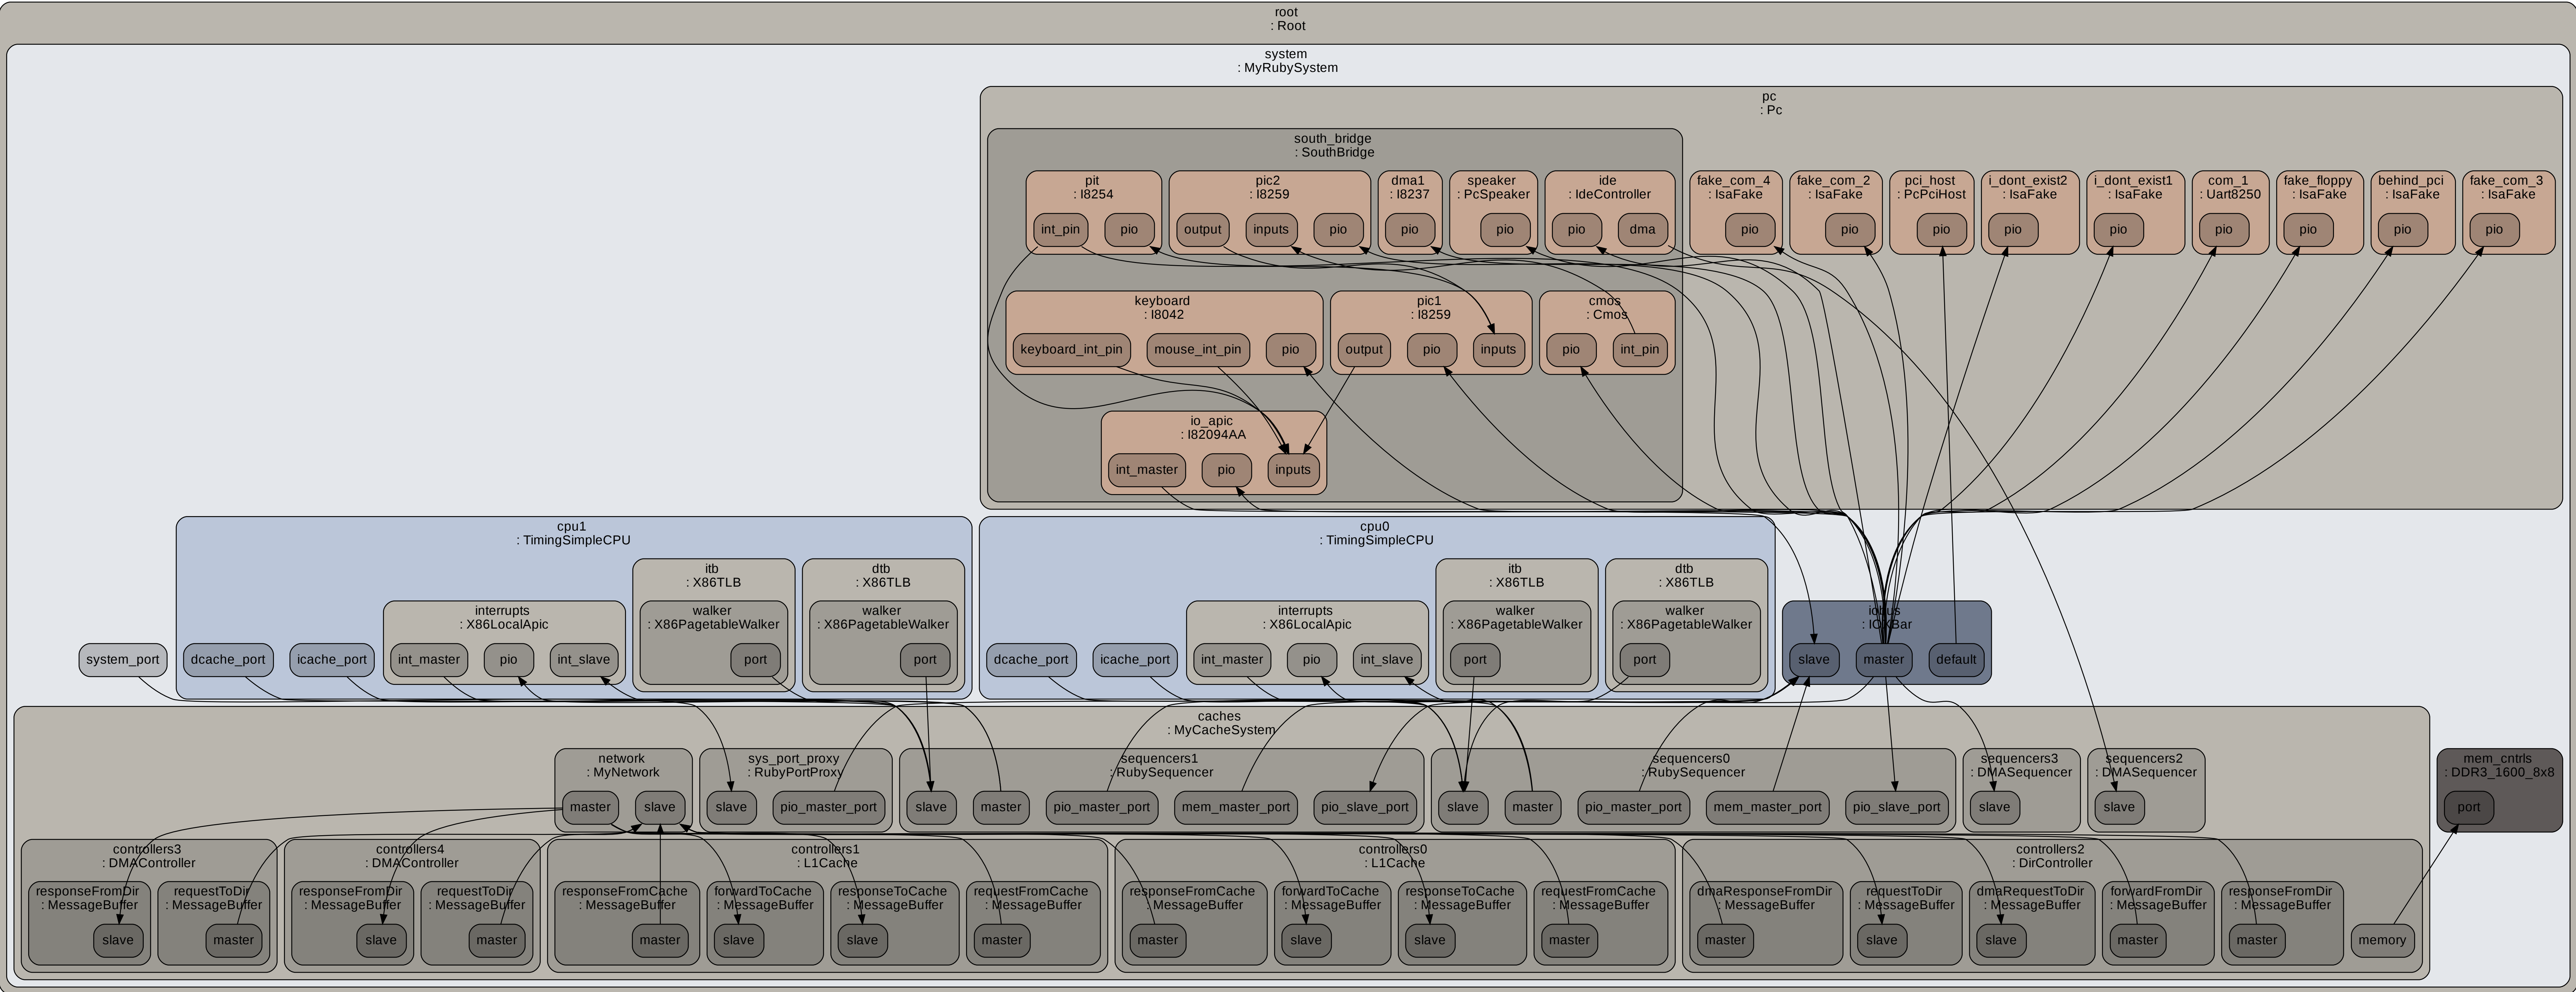 root
: Root
system
: MyRubySystem
pc
: Pc
south_bridge
: SouthBridge
pit
: I8254
int_pin
pio
pic2
: I8259
output
inputs
pio
dma1
: I8237
pio
speaker
: PcSpeaker
pio
ide
: IdeController
pio
dma
fake_com_4
: IsaFake
pio
fake_com_2
: IsaFake
pio
pci_host
: PcPciHost
pio
i_dont_exist2
: IsaFake
pio
i_dont_exist1
: IsaFake
pio
com_1
: Uart8250
pio
fake_floppy
: IsaFake
pio
behind_pci
: IsaFake
pio
fake_com_3
: IsaFake
pio
keyboard
: I8042
keyboard_int_pin
mouse_int_pin
pio
pic1
: I8259
output
pio
inputs
cmos
: Cmos
pio
int_pin
io_apic
: I82094AA
int_master
pio
inputs
system_port
cpu1
: TimingSimpleCPU
dcache_port
icache_port
interrupts
: X86LocalApic
int_master
pio
int_slave
itb
: X86TLB
walker
: X86PagetableWalker
port
dtb
: X86TLB
walker
: X86PagetableWalker
port
cpu0
: TimingSimpleCPU
dcache_port
icache_port
interrupts
: X86LocalApic
int_master
pio
int_slave
itb
: X86TLB
walker
: X86PagetableWalker
port
dtb
: X86TLB
walker
: X86PagetableWalker
port
iobus
: IOXBar
slave
master
default
caches
: MyCacheSystem
network
: MyNetwork
master
slave
sys_port_proxy
: RubyPortProxy
slave
pio_master_port
sequencers1
: RubySequencer
slave
master
pio_master_port
mem_master_port
pio_slave_port
sequencers0
: RubySequencer
slave
master
pio_master_port
mem_master_port
pio_slave_port
sequencers3
: DMASequencer
slave
sequencers2
: DMASequencer
slave
mem_cntrls
: DDR3_1600_8x8
port
controllers3
: DMAController
responseFromDir
: MessageBuffer
slave
requestToDir
: MessageBuffer
master
controllers4
: DMAController
responseFromDir
: MessageBuffer
slave
requestToDir
: MessageBuffer
master
controllers1
: L1Cache
responseFromCache
: MessageBuffer
master
forwardToCache
: MessageBuffer
slave
responseToCache
: MessageBuffer
slave
requestFromCache
: MessageBuffer
master
controllers0
: L1Cache
responseFromCache
: MessageBuffer
master
forwardToCache
: MessageBuffer
slave
responseToCache
: MessageBuffer
slave
requestFromCache
: MessageBuffer
master
controllers2
: DirController
dmaResponseFromDir
: MessageBuffer
master
requestToDir
: MessageBuffer
slave
dmaRequestToDir
: MessageBuffer
slave
forwardFromDir
: MessageBuffer
master
responseFromDir
: MessageBuffer
master
memory